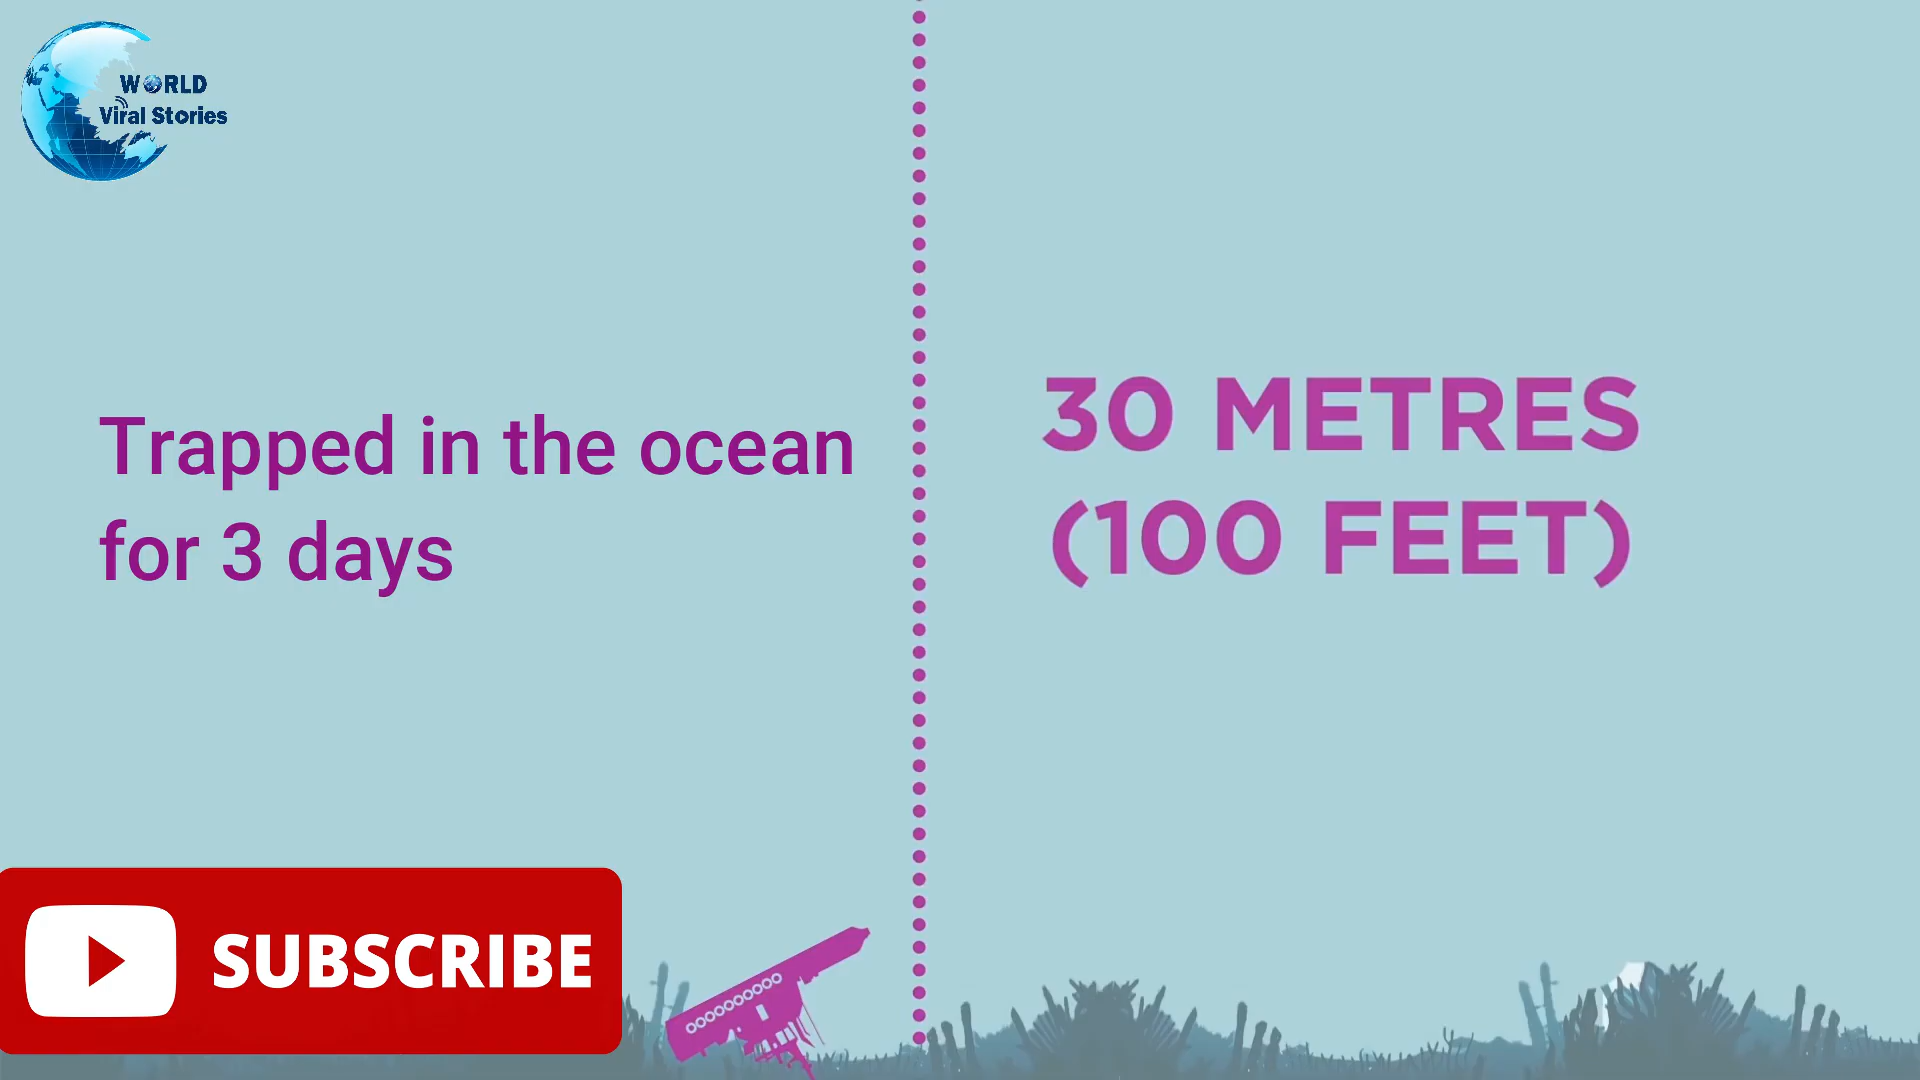 WORLD
Viral Stories
Trapped in the ocean
for 3 days
30 METRES
(100 FEET)
SUBSCRIBE